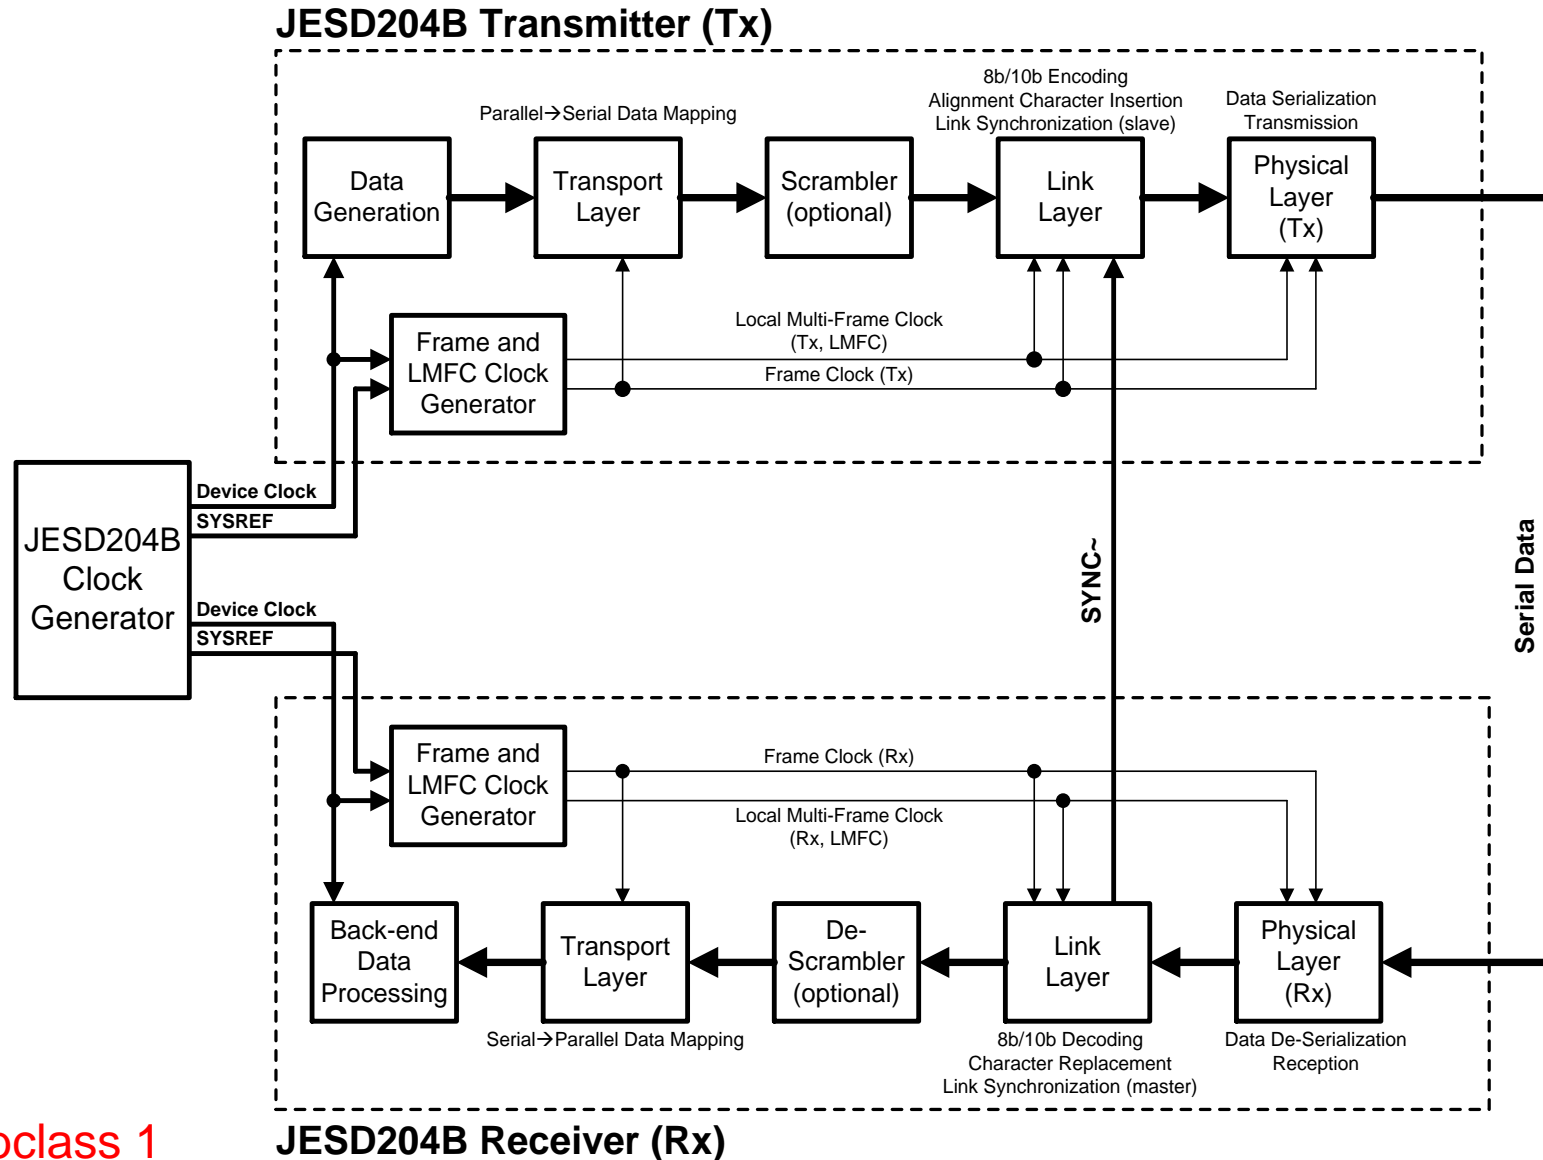 JESD204B Transmitter (Tx)
8b/10b Encoding
Alignment Character Insertion
Link Synchronization (slave)
Data Serialization
Transmission
Parallel→Serial Data Mapping
Data
Generation
Transport
Layer
Scrambler
(optional)
Link
Layer
Physical
Layer
(Tx)
Frame and
LMFC Clock
Generator
Local Multi-Frame Clock
(Tx, LMFC)
Frame Clock (Tx)
JESD204B
Clock
Generator
Device Clock
SYSREF
Device Clock
SYSREF
SYNC~
Serial Data
Frame and
LMFC Clock
Generator
Frame Clock (Rx)
Local Multi-Frame Clock
(Rx, LMFC)
Back-end
Data
Processing
Transport
Layer
De-
Scrambler
(optional)
Link
Layer
Physical
Layer
(Rx)
Serial→Parallel Data Mapping
8b/10b Decoding
Character Replacement
Link Synchronization (master)
Data De-Serialization
Reception
1
JESD204B Receiver (Rx)